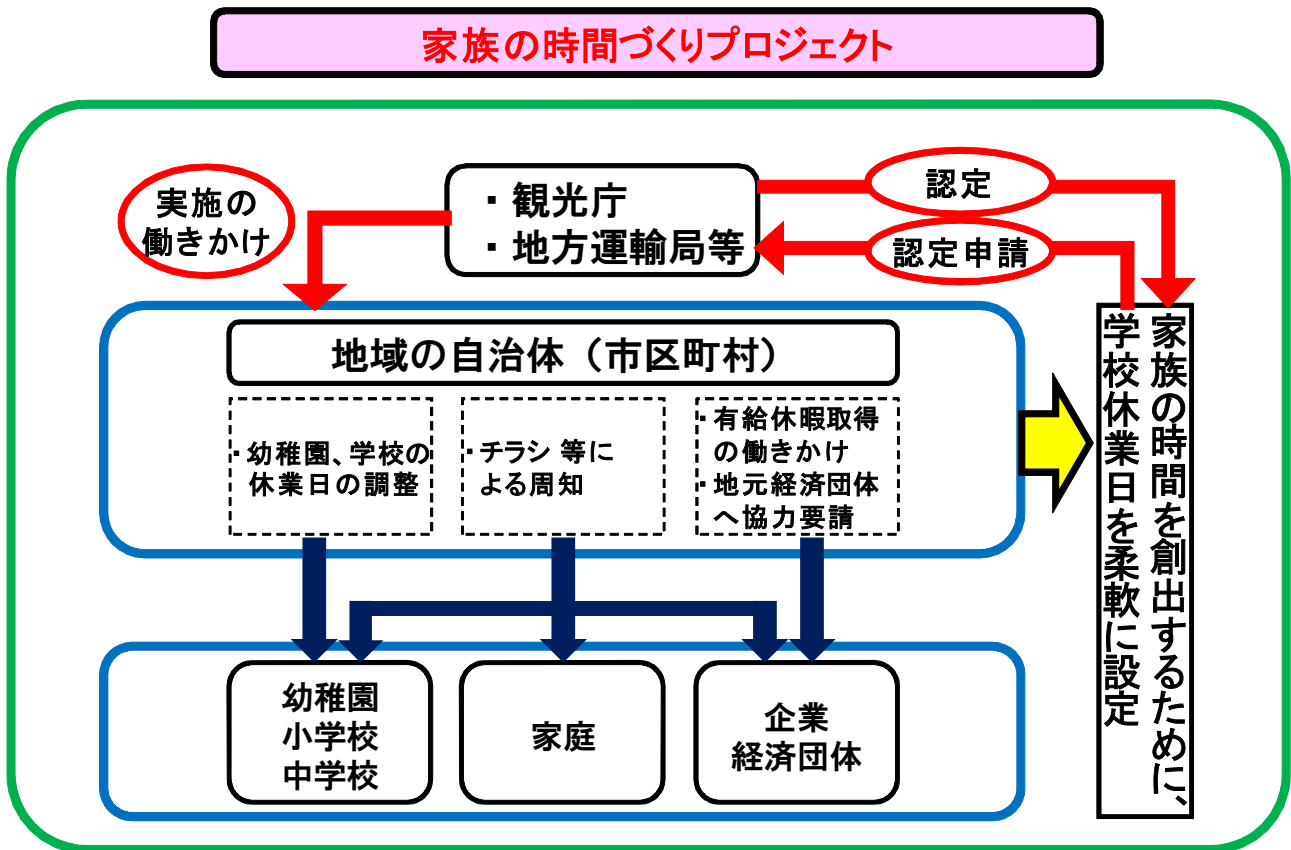 家族の時間づくりプロジェクト
実施の
働きかけ
・観光庁
・地方運輸局等
認定
認定申請
地域の自治体（市区町村）
・幼稚園、学校の
休業日の調整
・チラシ 等に
よる周知
・有給休暇取得
の働きかけ
・地元経済団体
へ協力要請
家族の時間を創出するために、
学校休業日を柔軟に設定
幼稚園
小学校
中学校
家庭
企業
経済団体